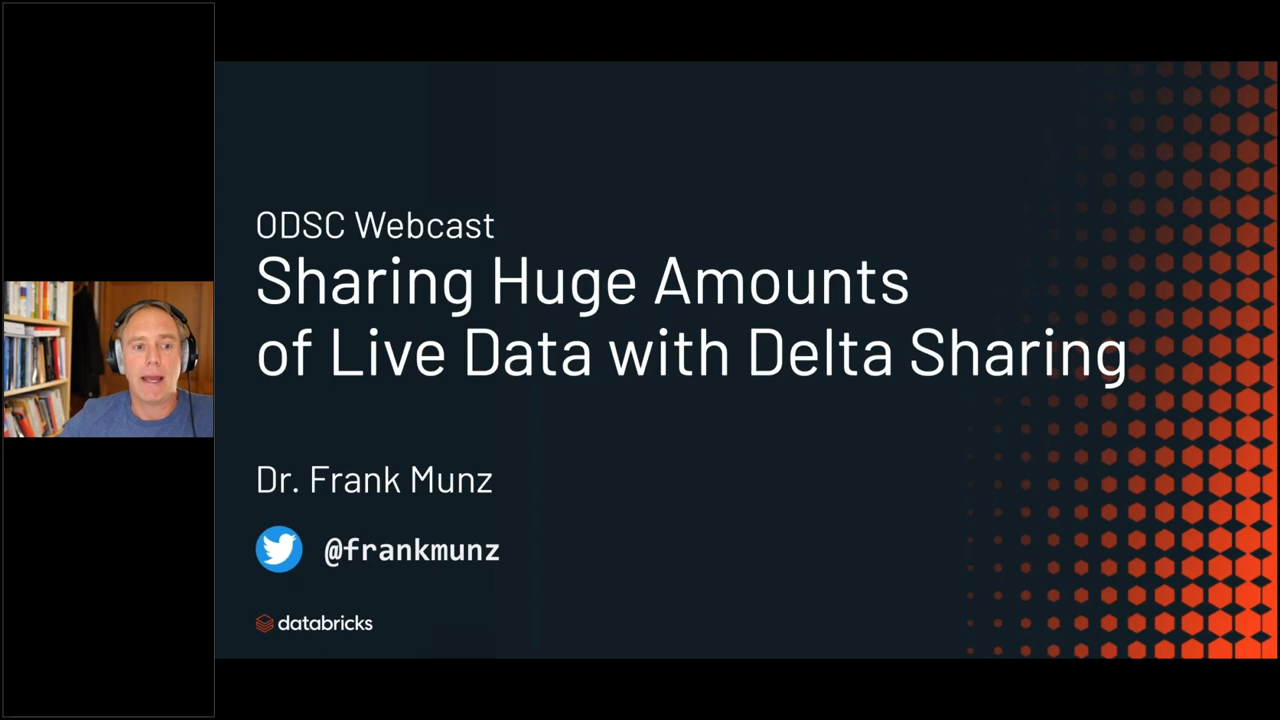 ODSC Webcast
Sharing Huge Amounts
of Live Data with Delta Sharing
Dr. Frank Munz
@frankmunz
databricks